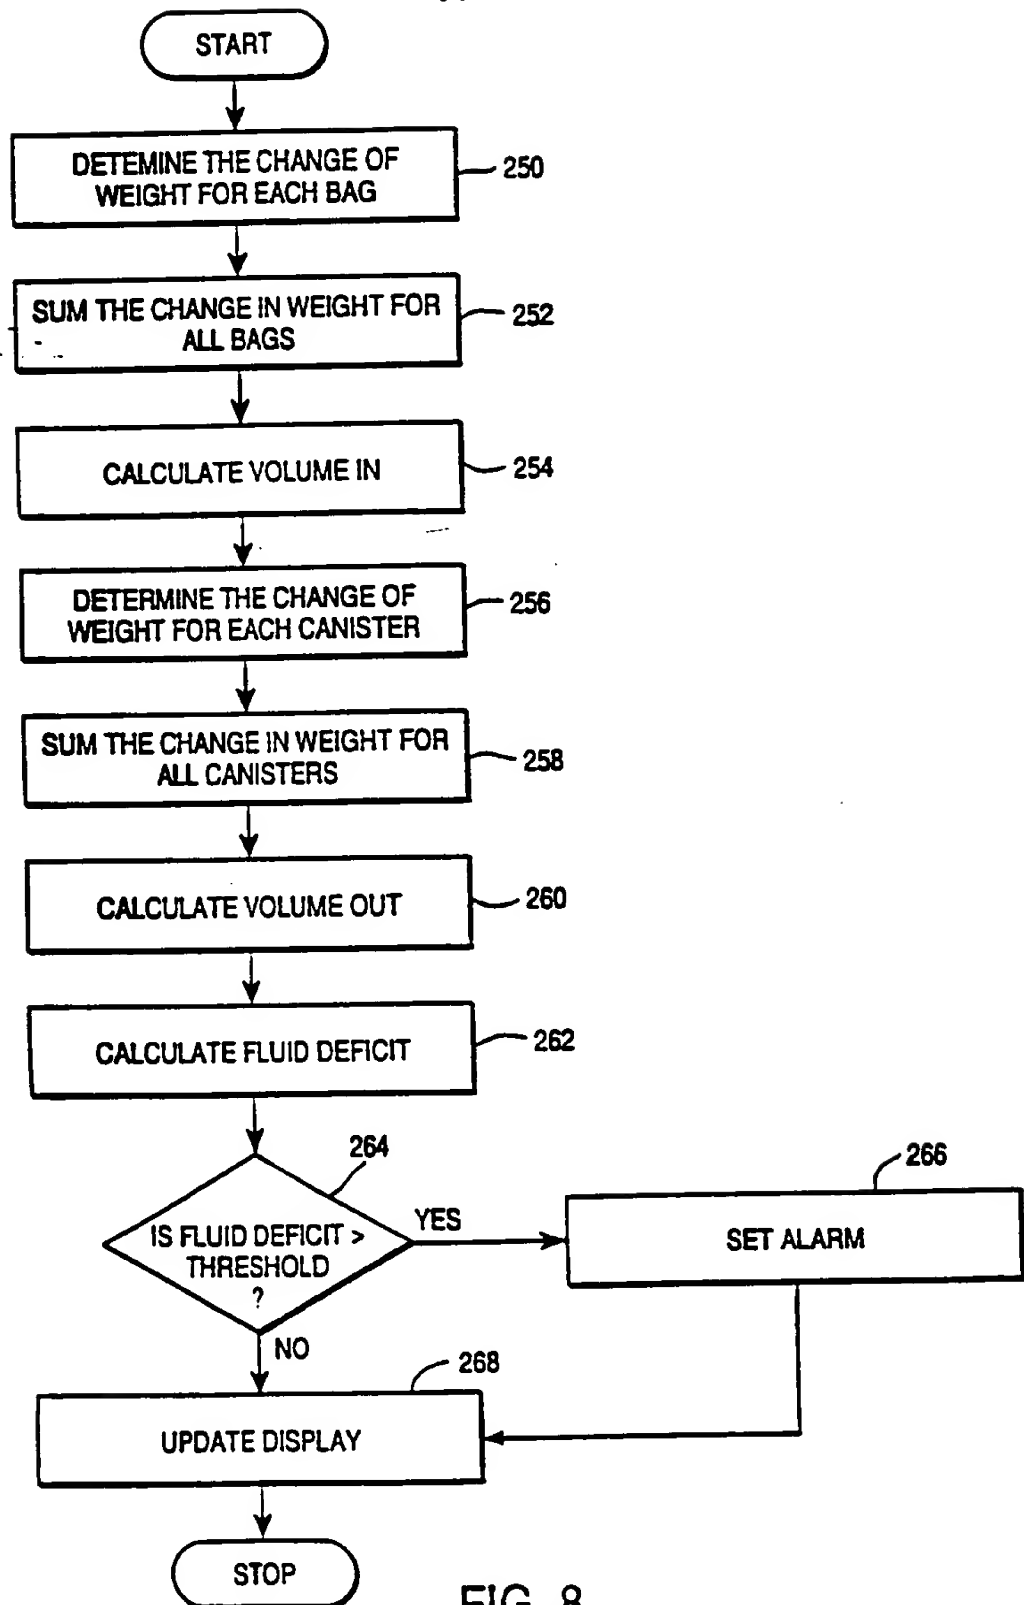 START
DETEMINE THE CHANGE OF
WEIGHT FOR EACH BAG
250
SUM THE CHANGE IN WEIGHT FOR
ALL BAGS
252
CALCULATE VOLUME IN
254
DETERMINE THE CHANGE OF
WEIGHT FOR EACH CANISTER
256
SUM THE CHANGE IN WEIGHT FOR
ALL CANISTERS
258
CALCULATE VOLUME OUT
260
CALCULATE FLUID DEFICIT
262
264
IS FLUID DEFICIT >
THRESHOLD
?
YES
266
SET ALARM
NO
268
UPDATE DISPLAY
STOP
FIG. 8